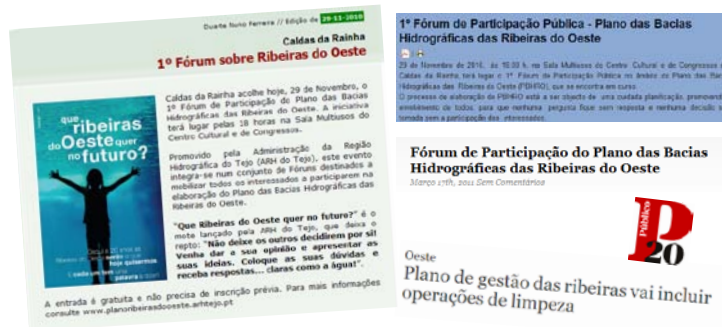 Duarte Nuno Ferreira // Edição de 29-11-2010
Caldas da Rainha
1º Fórum sobre Ribeiras do Oeste
que
ribeiras
do Oeste quer
no futuro?
hoje quisermos.
palavra a dizer!
Caldas da Rainha acolhe hoje, 29 de Novembro, o
1º Fórum de Participação do Plano das Bacias
Hidrográficas das Ribeiras do Oeste. A iniciativa
terá lugar pelas 18 horas na Sala Multiusos do
Centro Cultural e de Congressos.
Promovido pela Administração da Região
Hidrográfica do Tejo (ARH do Tejo), este evento
integra-se num conjunto de Fóruns destinados a
mobilizar todos os interessados a participarem na
elaboração do Plano das Bacias Hidrográficas das
Ribeiras do Oeste.
"Que Ribeiras do Oeste quer no futuro?" é o
mote lançado pela ARH do Tejo, que deixa o
repto: "Não deixe os outros decidirem por si!
Venha dar a sua opinião e apresentar as
suas ideias. Coloque as suas dúvidas e
receba respostas... claras como a água!".
A entrada é gratuita e não precisa de inscrição prévia. Para mais informações
consulte www.planoribeirasdooeste.arhtejo.pt
1º Fórum de Participação Pública - Plano das Bacias
Hidrográficas das Ribeiras do Oeste
29 de Novembro de 2010, às 18:00 h, na Sala Multiusos do Centro Cultural e de Congressos
Caldas da Rainha, terá lugar o 1º Fórum de Participação Pública no âmbito do Plano das
Hidrográficas das Ribeiras do Oeste (PBHRO), que se encontra em curso.
O processo de elaboração do PBHRO está a ser objecto de uma cuidada planificação, promovendo
envolvimento de todos, para que nenhuma pergunta fique sem resposta e nenhuma decisão
tomada sem a participação dos interessados.
Fórum de Participação do Plano das Bacias
Hidrográficas das Ribeiras do Oeste
Março 17th, 2011 Sem Comentários
Público
P
20
Oeste
Plano de gestão das ribeiras vai incluir
operações de limpeza